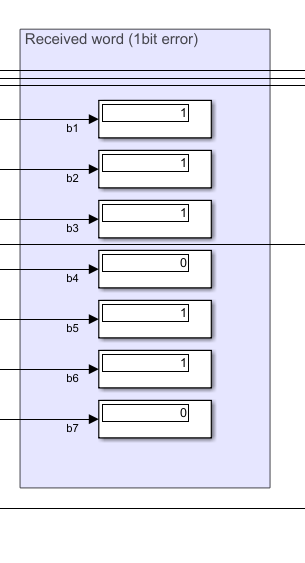 Received word (1bit error)
1
b1
1
b2
1
b3
0
b4
1
b5
1
b6
0
b7